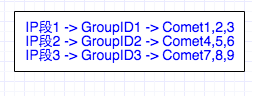 IP段1 -> GroupID1 -> Comet1,2,3
IP段2 -> GroupID2 -> Comet4,5,6
IP段3 -> GroupID3 -> Comet7,8,9